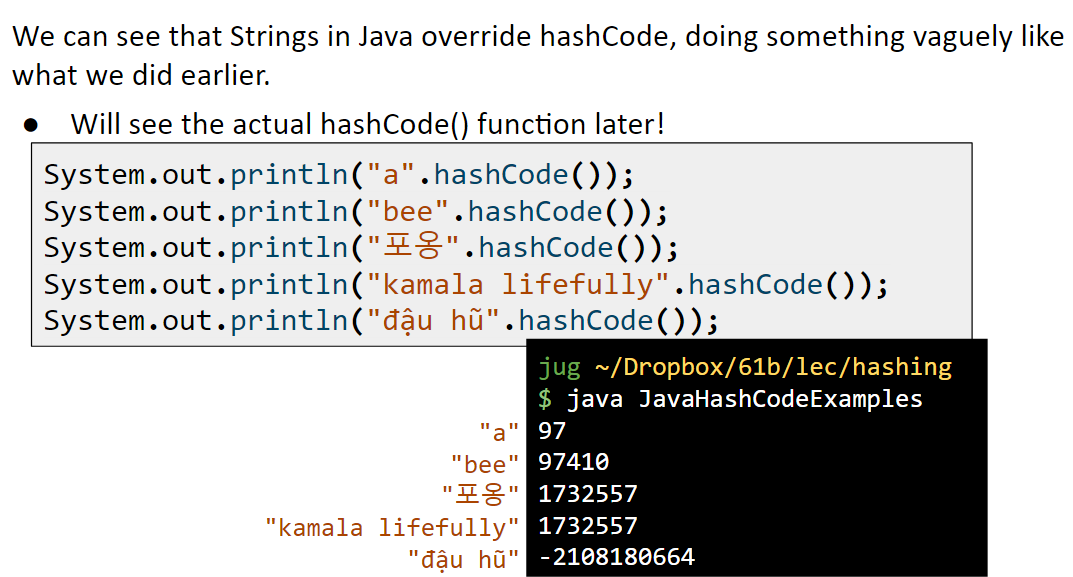 We can see that Strings in Java override hashCode, doing something vaguely like
what we did earlier.
● Will see the actual hashCode() function later!
System.out.println("a".hashCode());
System.out.println("bee".hashCode());
System.out.println("포옹".hashCode());
System.out.println("kamala lifefully".hashCode());
System.out.println("đậu hũ".hashCode());
jug ~/Dropbox/61b/lec/hashing
$ java JavaHashCodeExamples
"a" 97
"bee" 97410
"포옹" 1732557
"kamala lifefully" 1732557
"đậu hũ" -2108180664